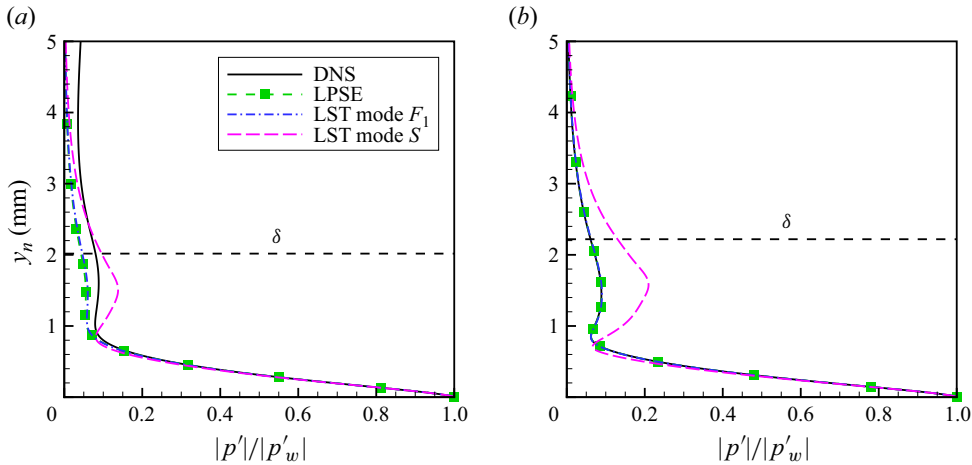 (a)
(b)
5
4
3
2
1
0
0.2
0.4
0.6
0.8
1.0
y_n (mm)
|p′|/|p′_w|
δ
DNS
LPSE
LST mode F_1
LST mode S
5
4
3
2
1
0
0.2
0.4
0.6
0.8
1.0
|p′|/|p′_w|
δ